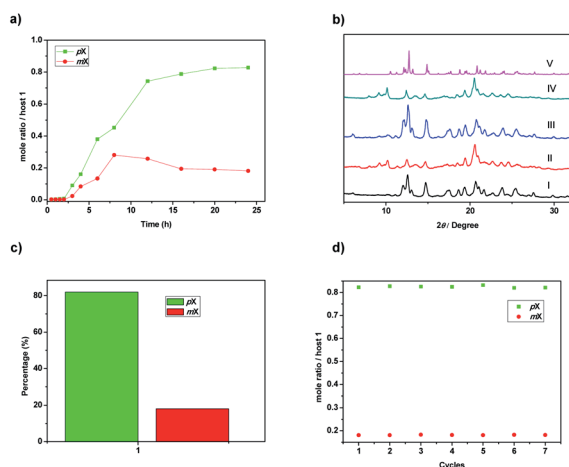 a)
pX
mX
mole ratio / host 1
1.0
0.8
0.6
0.4
0.2
0.0
0
5
10
15
20
25
Time (h)
b)
V
IV
III
II
I
10
20
30
2θ / Degree
c)
pX
mX
Percentage (%)
80
60
40
20
0
1
d)
pX
mX
mole ratio / host 1
0.9
0.8
0.7
0.6
0.5
0.4
0.3
0.2
1
2
3
4
5
6
7
Cycles